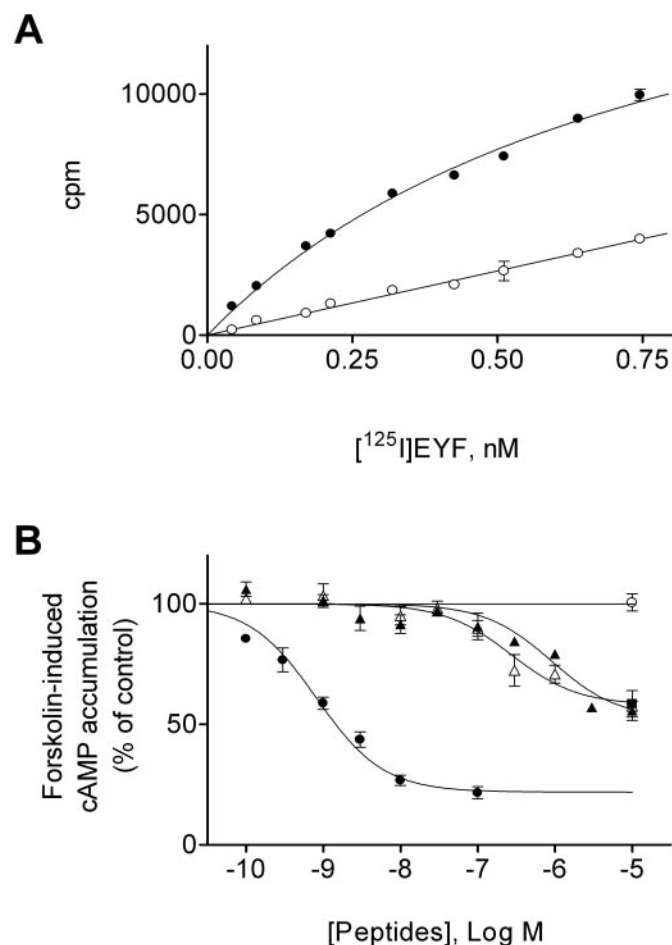 A
10000
5000
0
cpm
0.00 0.25 0.50 0.75
[125I]EYF, nM
B
100
50
0
Forskolin-induced
cAMP accumulation
(% of control)
-10 -9 -8 -7 -6 -5
[Peptides], Log M